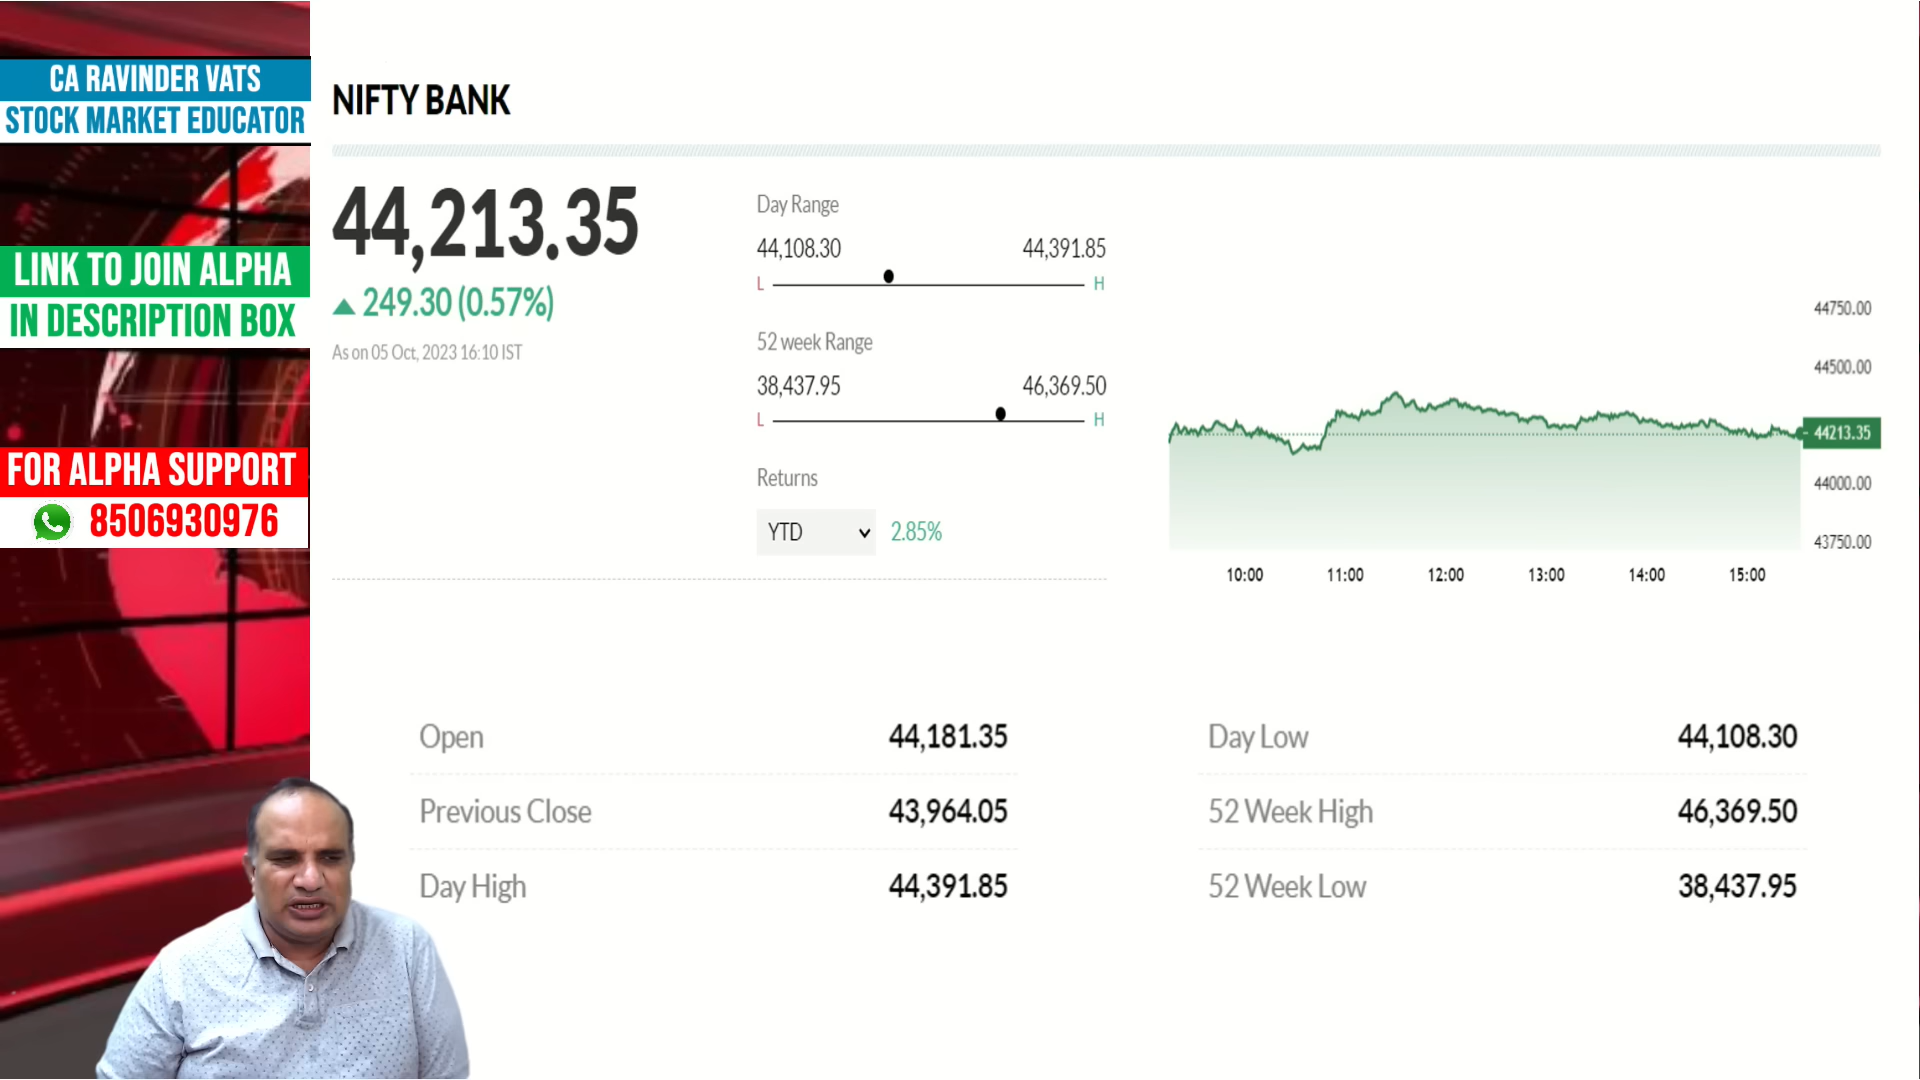 CA RAVINDER VATS
STOCK MARKET EDUCATOR
LINK TO JOIN ALPHA
IN DESCRIPTION BOX
FOR ALPHA SUPPORT
8506930976
NIFTY BANK
44,213.35
249.30 (0.57%)
As on 05 Oct, 2023 16:10 IST
Day Range
44,108.30 44,391.85
L H
52 week Range
38,437.95 46,369.50
L H
Returns
YTD 2.85%
44750.00
44500.00
44213.35
44000.00
43750.00
10:00 11:00 12:00 13:00 14:00 15:00
Open 44,181.35
Previous Close 43,964.05
Day High 44,391.85
Day Low 44,108.30
52 Week High 46,369.50
52 Week Low 38,437.95